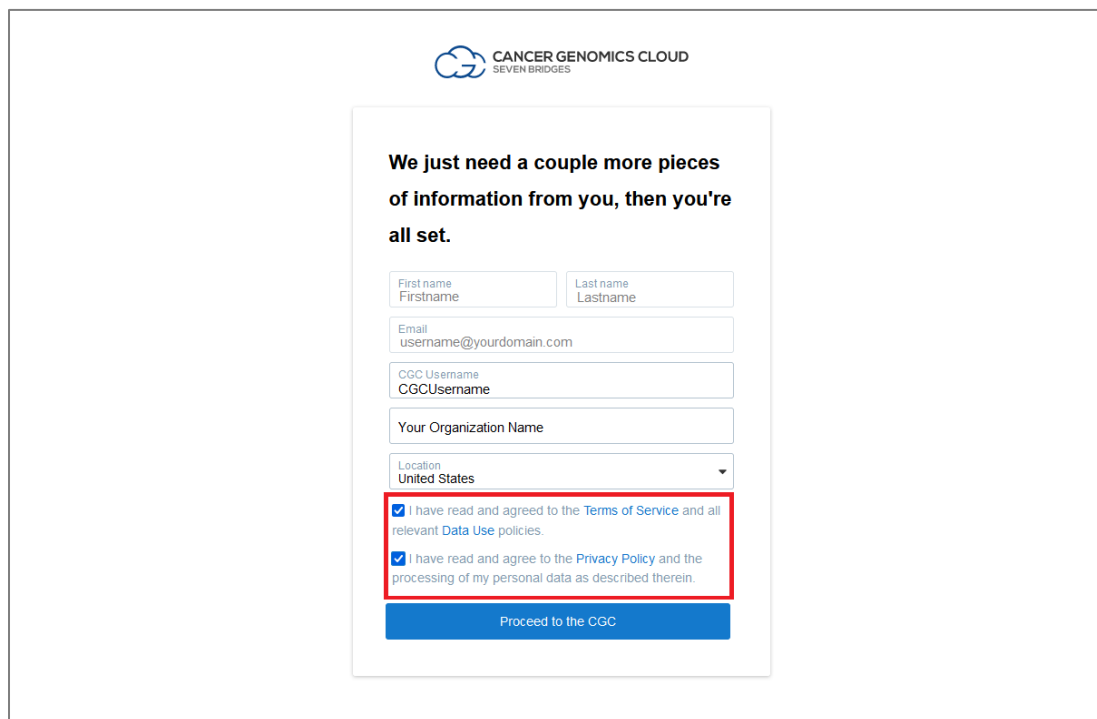 CANCER GENOMICS CLOUD
SEVEN BRIDGES
We just need a couple more pieces
of information from you, then you're
all set.
First name
Firstname
Last name
Lastname
Email
username@yourdomain.com
CGC Username
CGCUsername
Your Organization Name
Location
United States
I have read and agreed to the Terms of Service and all
relevant Data Use policies.
I have read and agree to the Privacy Policy and the
processing of my personal data as described therein.
Proceed to the CGC